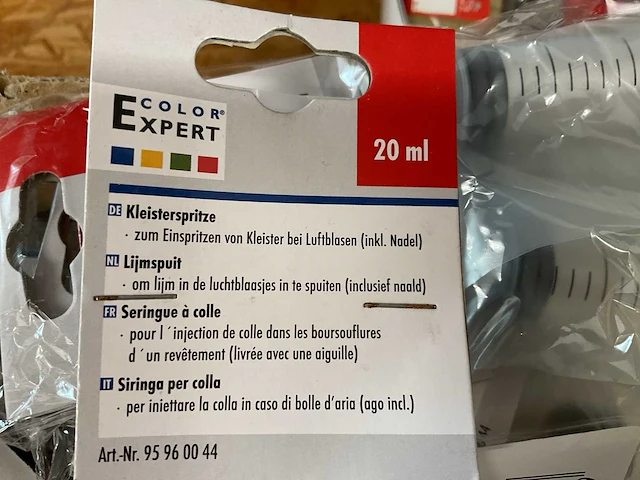 COLOR®
EXPERT
20 ml
DE Kleisterspritze
· zum Einspritzen von Kleister bei Luftblasen (inkl. Nadel)
NL Lijmspuit
· om lijm in de luchtblaasjes in te spuiten (inclusief naald)
FR Seringue à colle
· pour l´injection de colle dans les boursouflures
d´un revêtement (livrée avec une aiguille)
IT Siringa per colla
· per iniettare la colla in caso di bolle d'aria (ago incl.)
Art.-Nr. 95 96 00 44